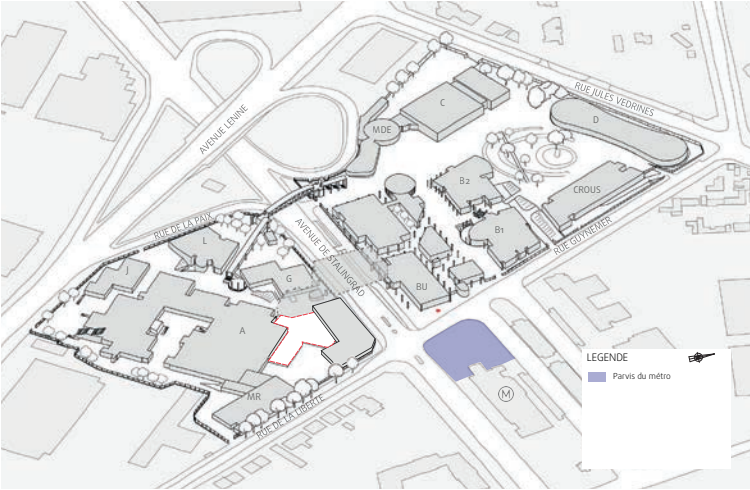 RUE JULES VEDRINES
C
D
AVENUE LENINE
MDE
B2
CROUS
RUE DE LA PAIX
AVENUE DE STALINGRAD
B1
RUE GUYNEMER
L
J
G
BU
A
MR
RUE DE LA LIBERTE
M
LEGENDE
Parvis du métro